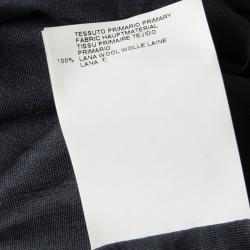 TESSUTO PRIMARIO PRIMARY
FABRIC HAUPTMATERIAL
TISSU PRIMAIRE TEJIDO
PRIMARIO
100% LANA WOOL WOLLE LAINE
LANA